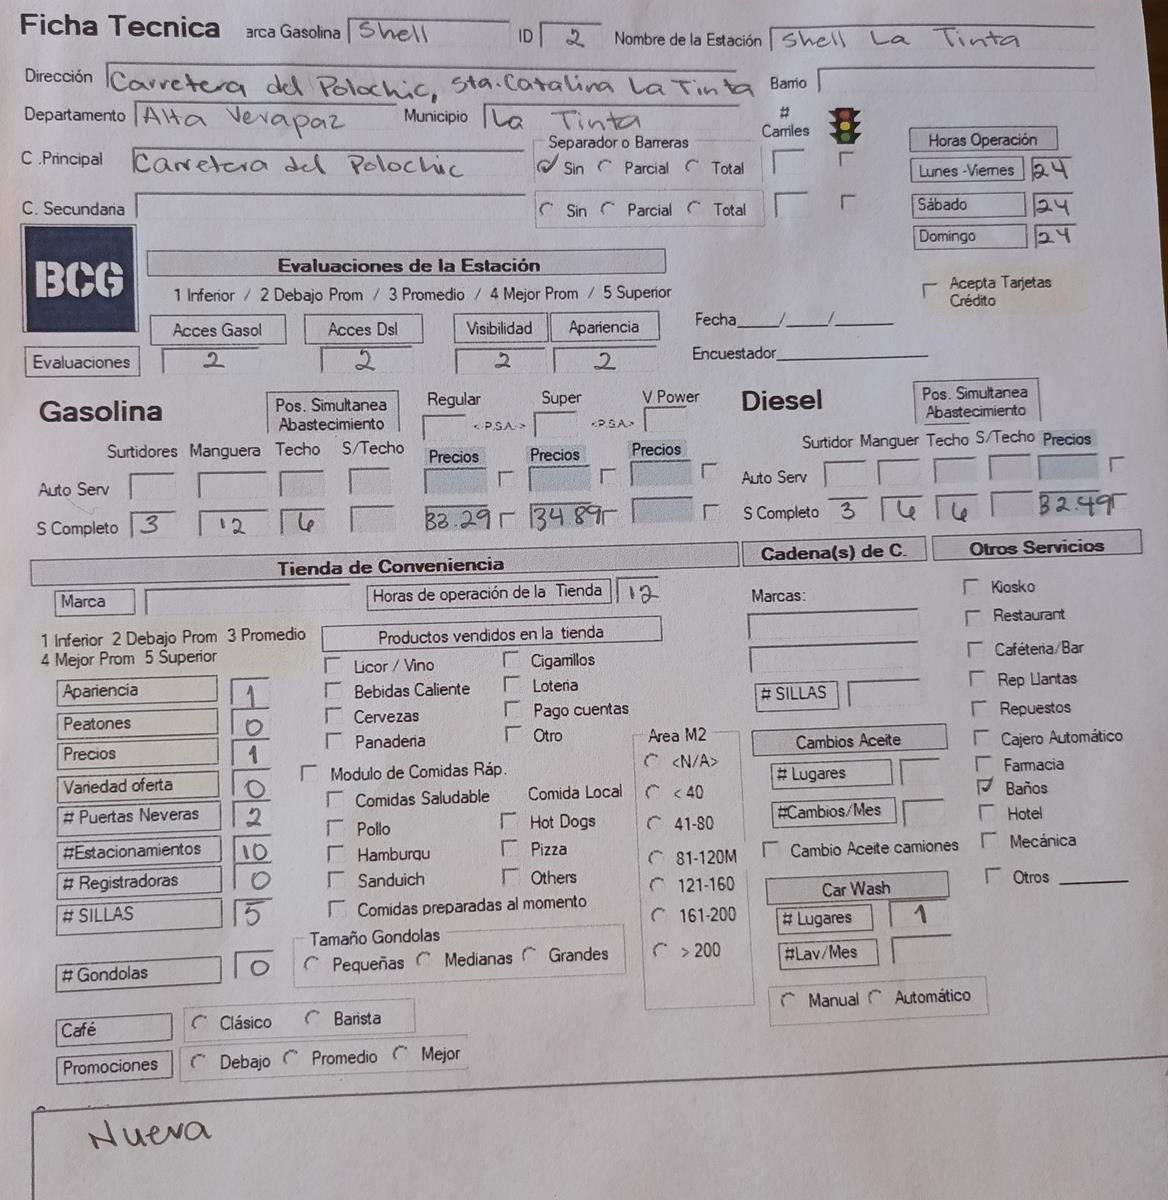 Ficha Tecnica arca Gasolina Shell ID 2 Nombre de la Estación Shell La Tinta
Dirección Carretera del Polochic, Sta. Catalina La Tinta Barrio
Departamento Alta Verapaz Municipio La Tinta # Carriles
C .Principal Carretera del Polochic Separador o Barreras Sin Parcial Total
C. Secundaria Sin Parcial Total
Horas Operación
Lunes -Viernes 24
Sábado 24
Domingo 24
BCG
Evaluaciones de la Estación
1 Inferior / 2 Debajo Prom / 3 Promedio / 4 Mejor Prom / 5 Superior
Acepta Tarjetas Crédito
Acces Gasol Acces Dsl Visibilidad Apariencia
Fecha___/___/____
Evaluaciones 2 2 2 2
Encuestador
Gasolina Pos. Simultanea Abastecimiento Regular <-P.S.A.-> Super <-P.S.A.-> V Power
Surtidores Manguera Techo S/Techo Precios Precios Precios
Auto Serv
S Completo 3 12 6 33.29 34.89
Diesel Pos. Simultanea Abastecimiento
Surtidor Manguer Techo S/Techo Precios
Auto Serv
S Completo 3 6 6 32.49
Tienda de Conveniencia
Marca Horas de operación de la Tienda 12
1 Inferior 2 Debajo Prom 3 Promedio
4 Mejor Prom 5 Superior
Apariencia 1
Peatones 0
Precios 1
Variedad oferta 0
# Puertas Neveras 2
#Estacionamientos 10
# Registradoras 0
# SILLAS 5
# Gondolas 0
Productos vendidos en la tienda
Licor / Vino Cigarrillos
Bebidas Caliente Loteria
Cervezas Pago cuentas
Panaderia Otro
Modulo de Comidas Ráp.
Comidas Saludable Comida Local
Pollo Hot Dogs
Hamburqu Pizza
Sanduich Others
Comidas preparadas al momento
Tamaño Gondolas
Pequeñas Medianas Grandes
Area M2
<N/A>
< 40
41-80
81-120M
121-160
161-200
> 200
Café Clásico Barista
Promociones Debajo Promedio Mejor
Cadena(s) de C.
Marcas:
# SILLAS
Cambios Aceite
# Lugares
#Cambios/Mes
Cambio Aceite camiones
Car Wash
# Lugares 1
#Lav/Mes
Manual Automático
Otros Servicios
Kiosko
Restaurant
Caféteria/Bar
Rep Llantas
Repuestos
Cajero Automático
Farmacia
Baños
Hotel
Mecánica
Otros
Nueva